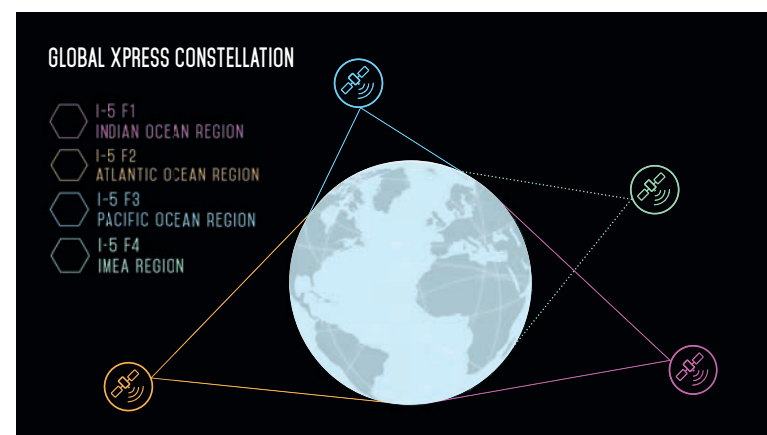 GLOBAL XPRESS CONSTELLATION
I-5 F1
INDIAN OCEAN REGION
I-5 F2
ATLANTIC OCEAN REGION
I-5 F3
PACIFIC OCEAN REGION
I-5 F4
IMEA REGION